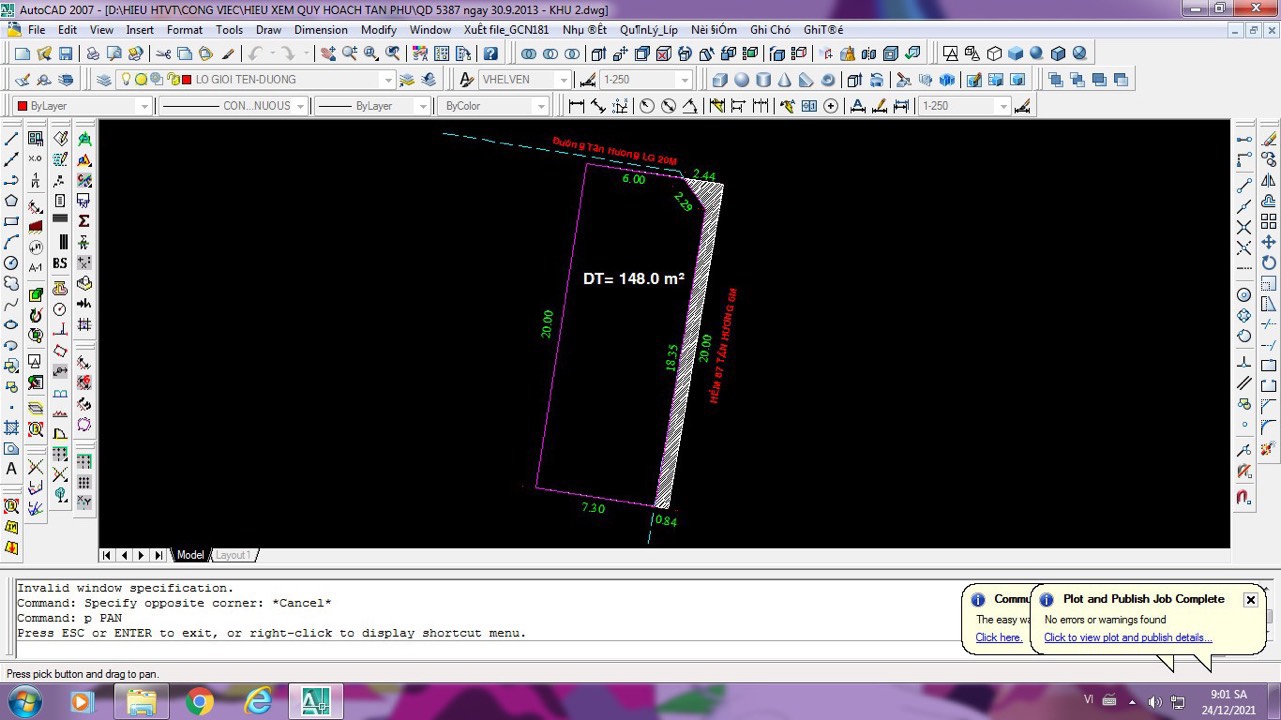 AutoCAD 2007 - [D:\HIEU HTVT\CONG VIEC\HIEU XEM QUY HOACH TAN PHU\QD 5387 ngay 30.9.2013 - KHU 2.dwg]
File Edit View Insert Format Tools Draw Dimension Modify Window XuÊt file_GCN381 Nhµ ®Êt Qu¶nLý_Líp Nèi §iÓm Ghi Chó GhiT®é
LO GIOI TEN-DUONG VHELVEN 1-250
ByLayer CON...NUOUS ByLayer ByColor 1-250
Đường Tân Hương LG 20M
2.44
6.00
2.29
DT= 148.0 m²
20.00
18.35
20.00
HẺM 87 TÂN HƯƠNG 6M
7.30
0.84
BS
Model Layout1
Invalid window specification.
Command: Specify opposite corner: *Cancel*
Command: p PAN
Press ESC or ENTER to exit, or right-click to display shortcut menu.
Commu
The easy wa
Click here.
Plot and Publish Job Complete
No errors or warnings found
Click to view plot and publish details...
Press pick button and drag to pan.
VI
9:01 SA
24/12/2021